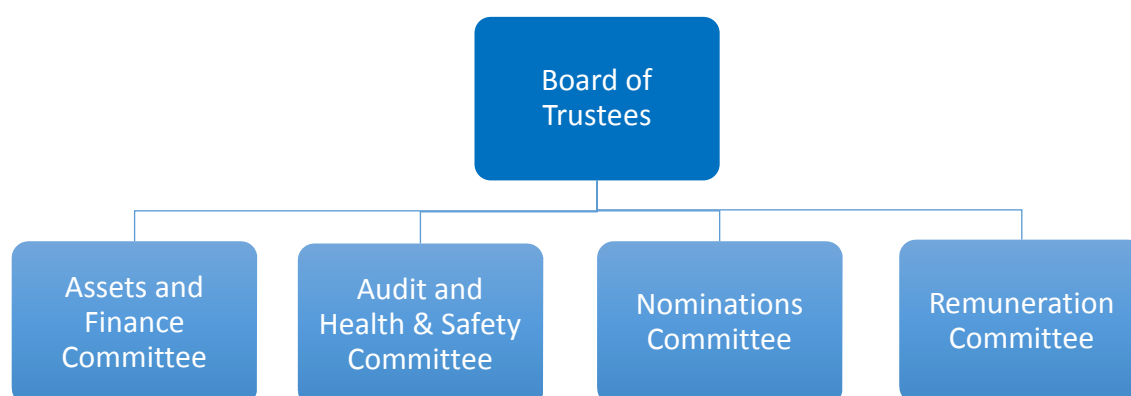 Board of
Trustees
Assets and
Finance
Committee
Audit and
Health & Safety
Committee
Nominations
Committee
Remuneration
Committee